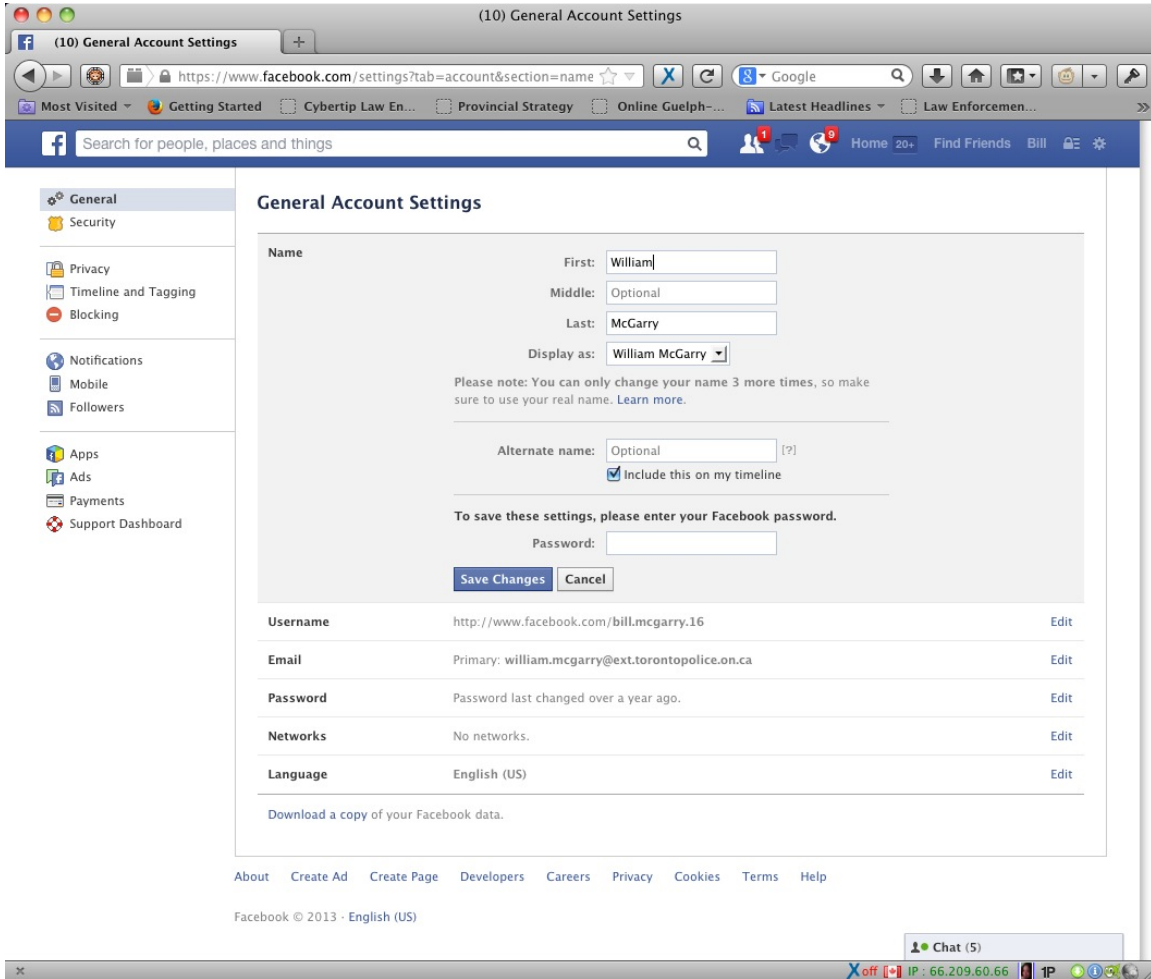 (10) General Account Settings
(10) General Account Settings +
https://www.facebook.com/settings?tab=account&section=name Google
Most Visited Getting Started Cybertip Law En... Provincial Strategy Online Guelph-... Latest Headlines Law Enforcemen... »
Search for people, places and things 1 9 Home 20+ Find Friends Bill
General
Security
Privacy
Timeline and Tagging
Blocking
Notifications
Mobile
Followers
Apps
Ads
Payments
Support Dashboard
General Account Settings
Name
First: William
Middle: Optional
Last: McGarry
Display as: William McGarry
Please note: You can only change your name 3 more times, so make
sure to use your real name. Learn more.
Alternate name: Optional [?]
Include this on my timeline
To save these settings, please enter your Facebook password.
Password:
Save Changes Cancel
Username http://www.facebook.com/bill.mcgarry.16 Edit
Email Primary: william.mcgarry@ext.torontopolice.on.ca Edit
Password Password last changed over a year ago. Edit
Networks No networks. Edit
Language English (US) Edit
Download a copy of your Facebook data.
About Create Ad Create Page Developers Careers Privacy Cookies Terms Help
Facebook © 2013 · English (US)
Chat (5)
× X off IP : 66.209.60.66 1P